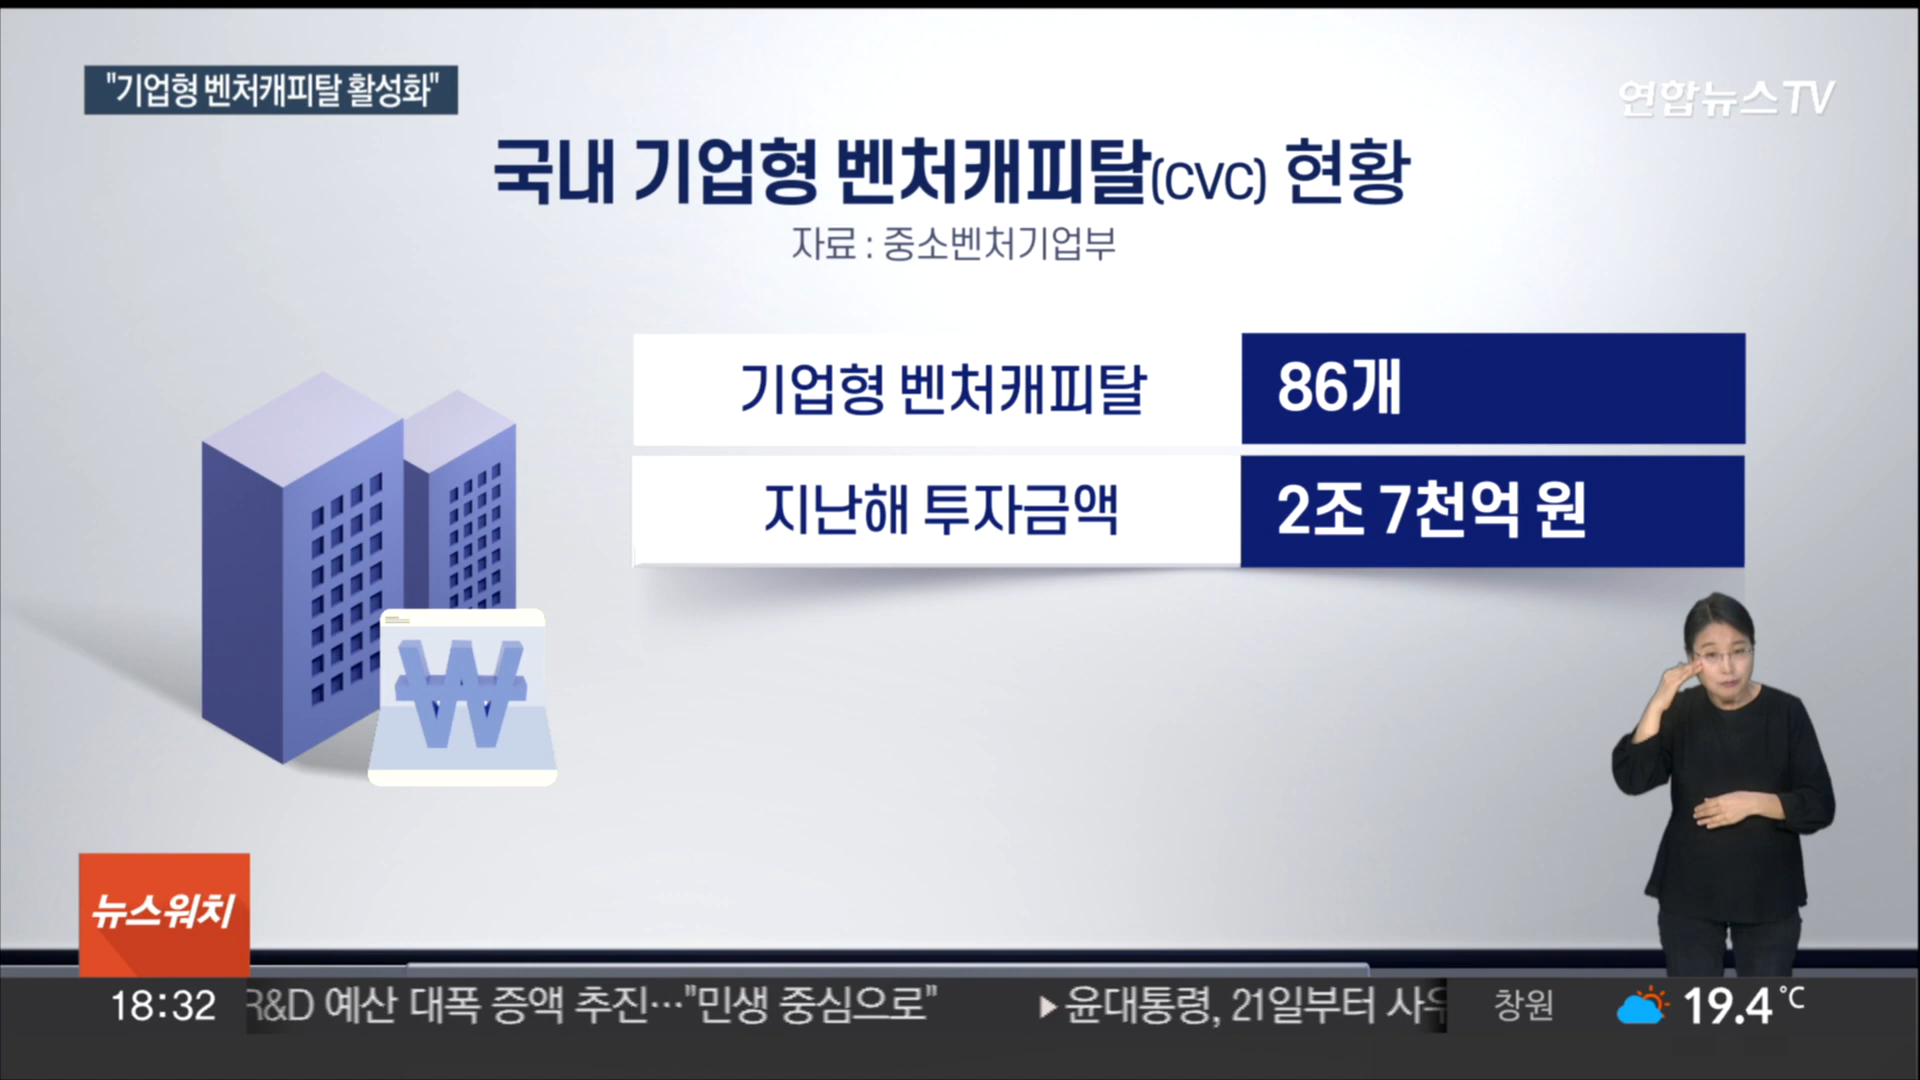 "기업형 벤처캐피탈 활성화"
연합뉴스TV
국내 기업형 벤처캐피탈(CVC) 현황
자료 : 중소벤처기업부
기업형 벤처캐피탈 86개
지난해 투자금액 2조 7천억 원
뉴스워치
18:32 R&D 예산 대폭 증액 추진…"민생 중심으로" ▶윤대통령, 21일부터 사우 창원 19.4℃